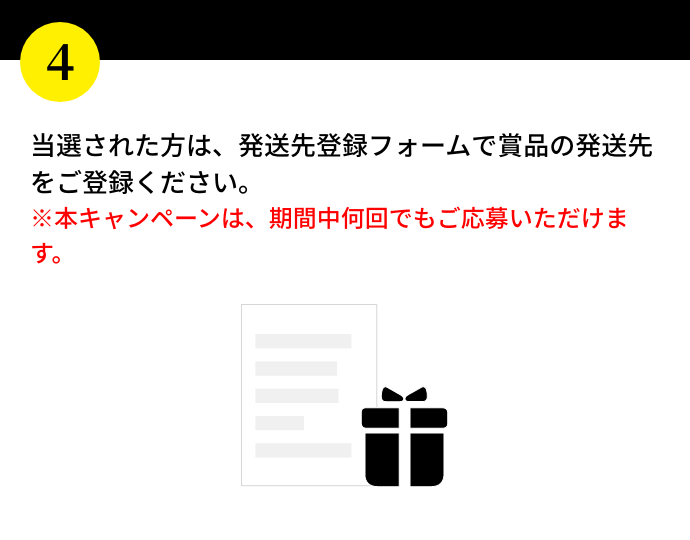 4
当選された方は、発送先登録フォームで賞品の発送先
をご登録ください。
※本キャンペーンは、期間中何回でもご応募いただけま
す。